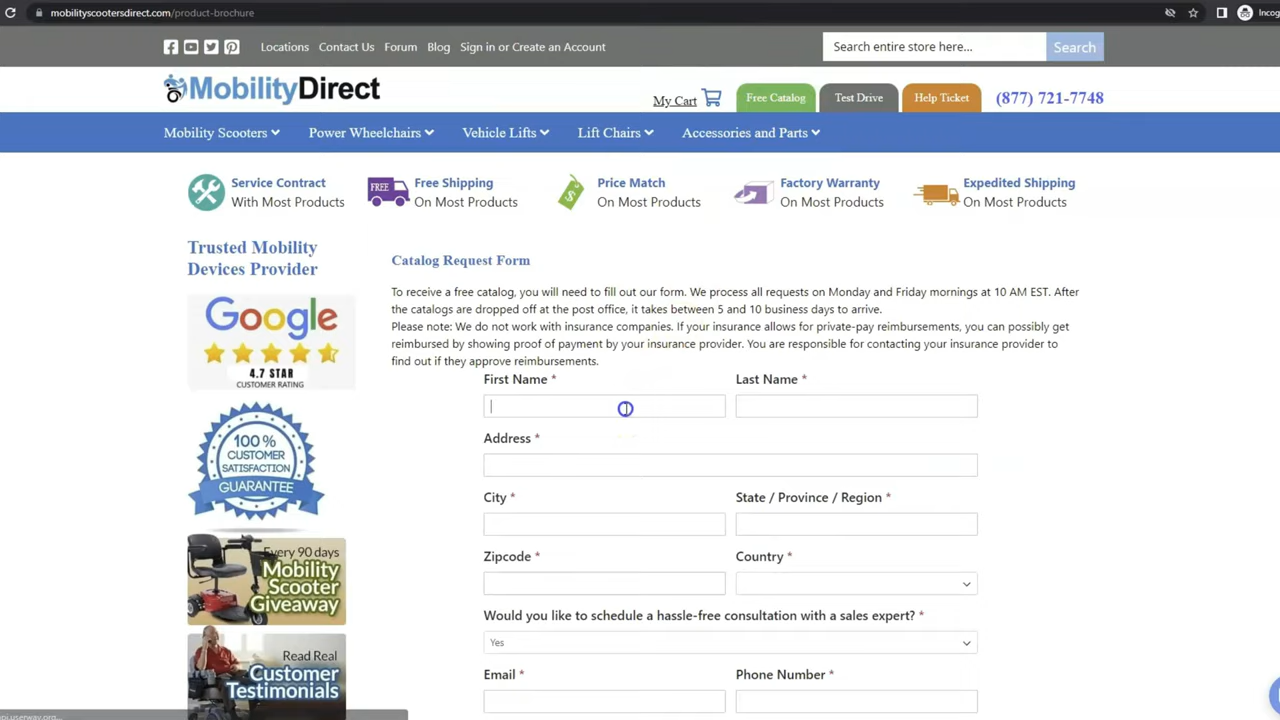 mobilityscootersdirect.com/product-brochure
Incog
Locations Contact Us Forum Blog Sign in or Create an Account
Search entire store here... Search
MobilityDirect
My Cart Free Catalog Test Drive Help Ticket (877) 721-7748
Mobility Scooters Power Wheelchairs Vehicle Lifts Lift Chairs Accessories and Parts
Service Contract
With Most Products
FREE
Free Shipping
On Most Products
$
Price Match
On Most Products
Factory Warranty
On Most Products
Expedited Shipping
On Most Products
Trusted Mobility
Devices Provider
Google
4.7 STAR
CUSTOMER RATING
100 %
CUSTOMER
SATISFACTION
GUARANTEE
Every 90 days
Mobility
Scooter
Giveaway
Read Real
Customer
Testimonials
Catalog Request Form
To receive a free catalog, you will need to fill out our form. We process all requests on Monday and Friday mornings at 10 AM EST. After
the catalogs are dropped off at the post office, it takes between 5 and 10 business days to arrive.
Please note: We do not work with insurance companies. If your insurance allows for private-pay reimbursements, you can possibly get
reimbursed by showing proof of payment by your insurance provider. You are responsible for contacting your insurance provider to
find out if they approve reimbursements.
First Name * Last Name *
Address *
City * State / Province / Region *
Zipcode * Country *
Would you like to schedule a hassle-free consultation with a sales expert? *
Yes
Email * Phone Number *